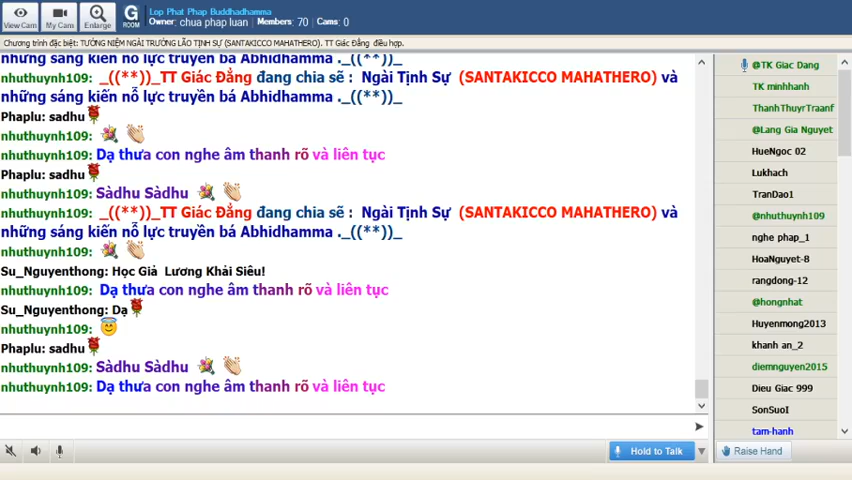 View Cam
My Cams
Enlarge
G
ROOM
Lop Phat Phap Buddhadhamma
Owner: chua phap luan
Members: 70
Cams: 0
Chương trình đặc biệt: TƯỞNG NIỆM NGÀI TRƯỞNG LÃO TỊNH SỰ (SANTAKICCO MAHATHERO). TT Giác Đẳng điều hợp.
những sáng kiến nỗ lực truyền bá Abhidhamma ._((**)_
nhuthuynh109: _((**))_TT Giác Đẳng đang chia sẽ : Ngài Tịnh Sự (SANTAKICCO MAHATHERO) và
những sáng kiến nỗ lực truyền bá Abhidhamma ._((**)_
Phaplu: sadhu
nhuthuynh109:
nhuthuynh109: Dạ thưa con nghe âm thanh rõ và liên tục
Phaplu: sadhu
nhuthuynh109: Sàdhu Sàdhu
nhuthuynh109: _((**))_TT Giác Đẳng đang chia sẽ : Ngài Tịnh Sự (SANTAKICCO MAHATHERO) và
những sáng kiến nỗ lực truyền bá Abhidhamma ._((**)_
nhuthuynh109:
Su_Nguyenthong: Học Giả Lương Khải Siêu!
nhuthuynh109: Dạ thưa con nghe âm thanh rõ và liên tục
Su_Nguyenthong: Dạ
nhuthuynh109:
Phaplu: sadhu
nhuthuynh109: Sàdhu Sàdhu
nhuthuynh109: Dạ thưa con nghe âm thanh rõ và liên tục
@TK Giac Dang
TK minhhanh
ThanhThuyrTraanf
@Lang Gia Nguyet
HueNgoc 02
Lukhach
TranDao1
@nhuthuynh109
nghe phap_1
HoaNguyet-8
rangdong-12
@hongnhat
Huyenmong2013
khanh an_2
diemnguyen2015
Dieu Giac 999
SonSuoI
tam-hanh
Hold to Talk
Raise Hand